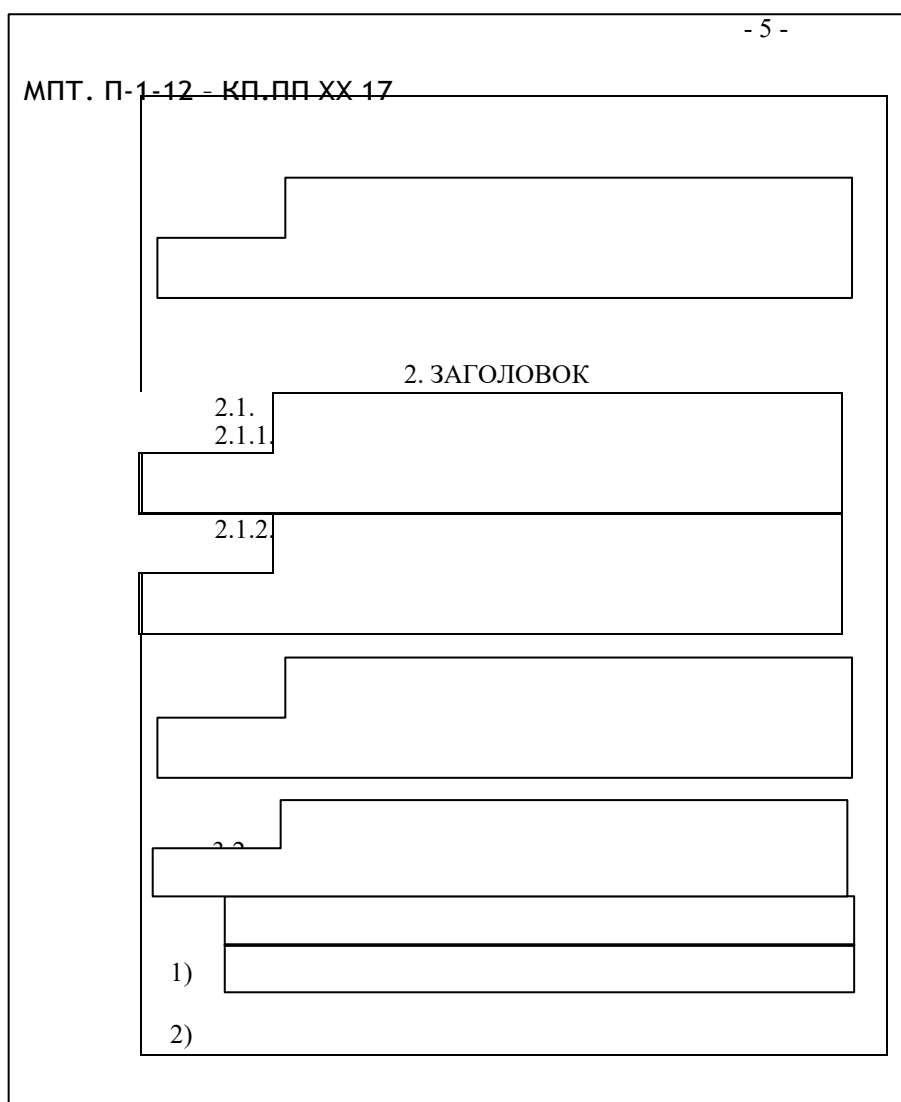 - 5 -
МПТ. П-1-12 - КП.ПП ХХ 17
2. ЗАГОЛОВОК
2.1.
2.1.1.
2.1.2.
1)
2)